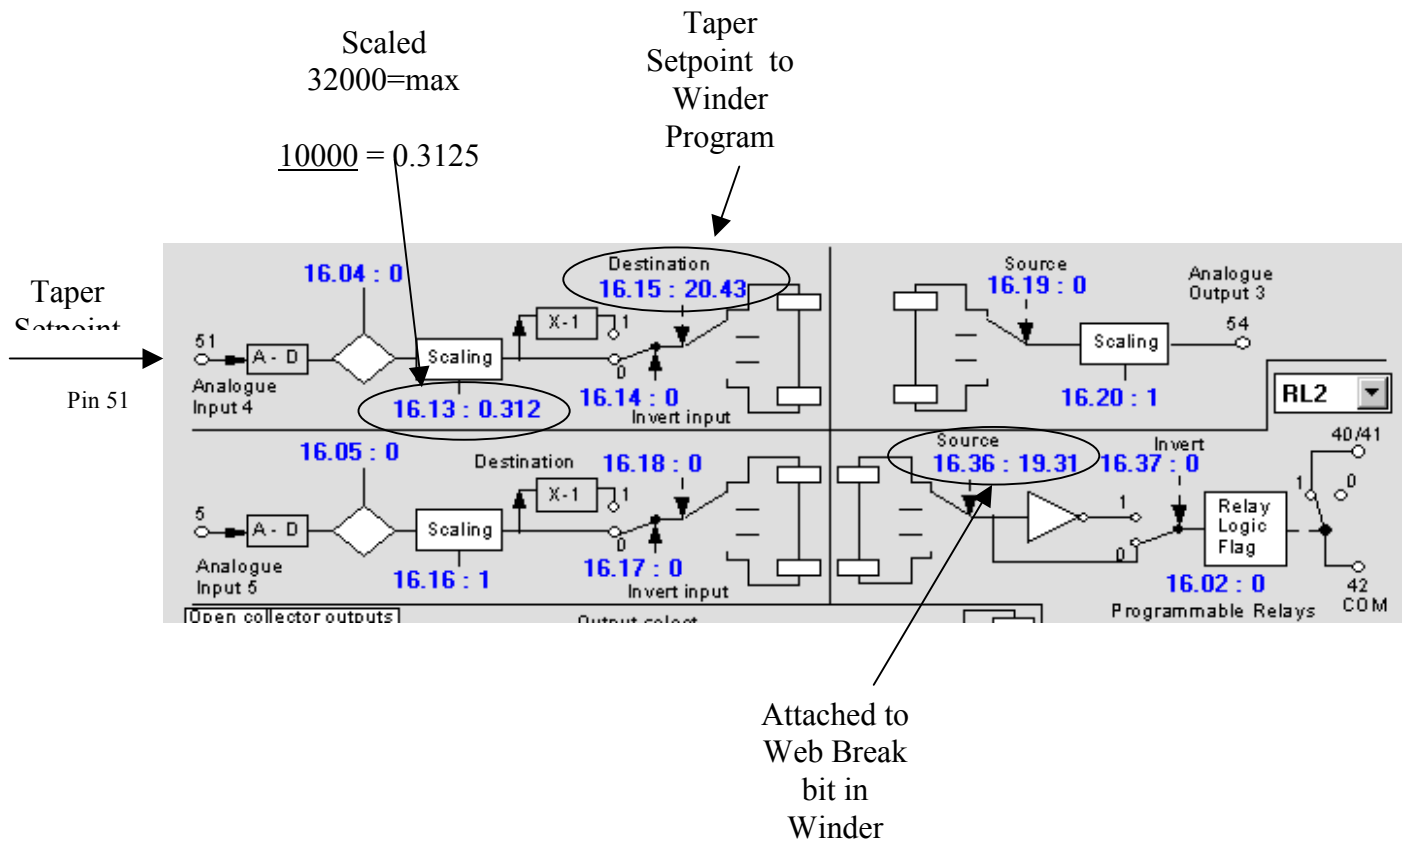 Scaled
32000=max
10000 = 0.3125
Taper
Setpoint to
Winder
Program
Taper
Setpoint
Pin 51
16.04 : 0
Destination
16.15 : 20.43
X-1
1
51
A - D
Scaling
0
Analogue
Input 4
16.13 : 0.312
16.14 : 0
Invert input
Source
16.19 : 0
Analogue
Output 3
54
Scaling
16.20 : 1
RL2
16.05 : 0
Destination
16.18 : 0
X-1
1
5
A - D
Scaling
0
Analogue
Input 5
16.16 : 1
16.17 : 0
Invert input
Source
16.36 : 19.31
Invert
16.37 : 0
40/41
1
0
1
0
Relay
Logic
Flag
16.02 : 0
42
COM
Programmable Relays
Open collector outputs
Output select
Attached to
Web Break
bit in
Winder